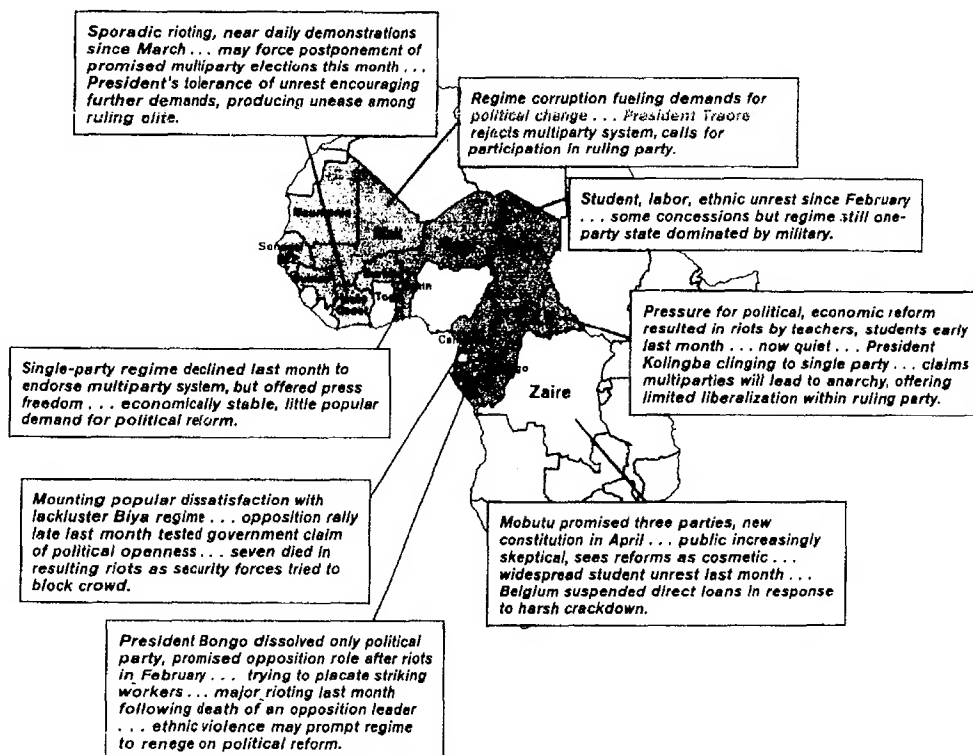 Sporadic rioting, near daily demonstrations
since March . . . may force postponement of
promised multiparty elections this month . . .
President's tolerance of unrest encouraging
further demands, producing unease among
ruling elite.
Regime corruption fueling demands for
political change . . . President Traore
rejects multiparty system, calls for
participation in ruling party.
Student, labor, ethnic unrest since February
. . . some concessions but regime still one-
party state dominated by military.
Pressure for political, economic reform
resulted in riots by teachers, students early
last month . . . now quiet . . . President
Kolingba clinging to single party . . . claims
multiparties will lead to anarchy, offering
limited liberalization within ruling party.
Zaire
Single-party regime declined last month to
endorse multiparty system, but offered press
freedom . . . economically stable, little popular
demand for political reform.
Mounting popular dissatisfaction with
lackluster Biya regime . . . opposition rally
late last month tested government claim
of political openness . . . seven died in
resulting riots as security forces tried to
block crowd.
Mobutu promised three parties, new
constitution in April . . . public increasingly
skeptical, sees reforms as cosmetic . . .
widespread student unrest last month . . .
Belgium suspended direct loans in response
to harsh crackdown.
President Bongo dissolved only political
party, promised opposition role after riots
in February . . . trying to placate striking
workers . . . major rioting last month
following death of an opposition leader
. . . ethnic violence may prompt regime
to renege on political reform.